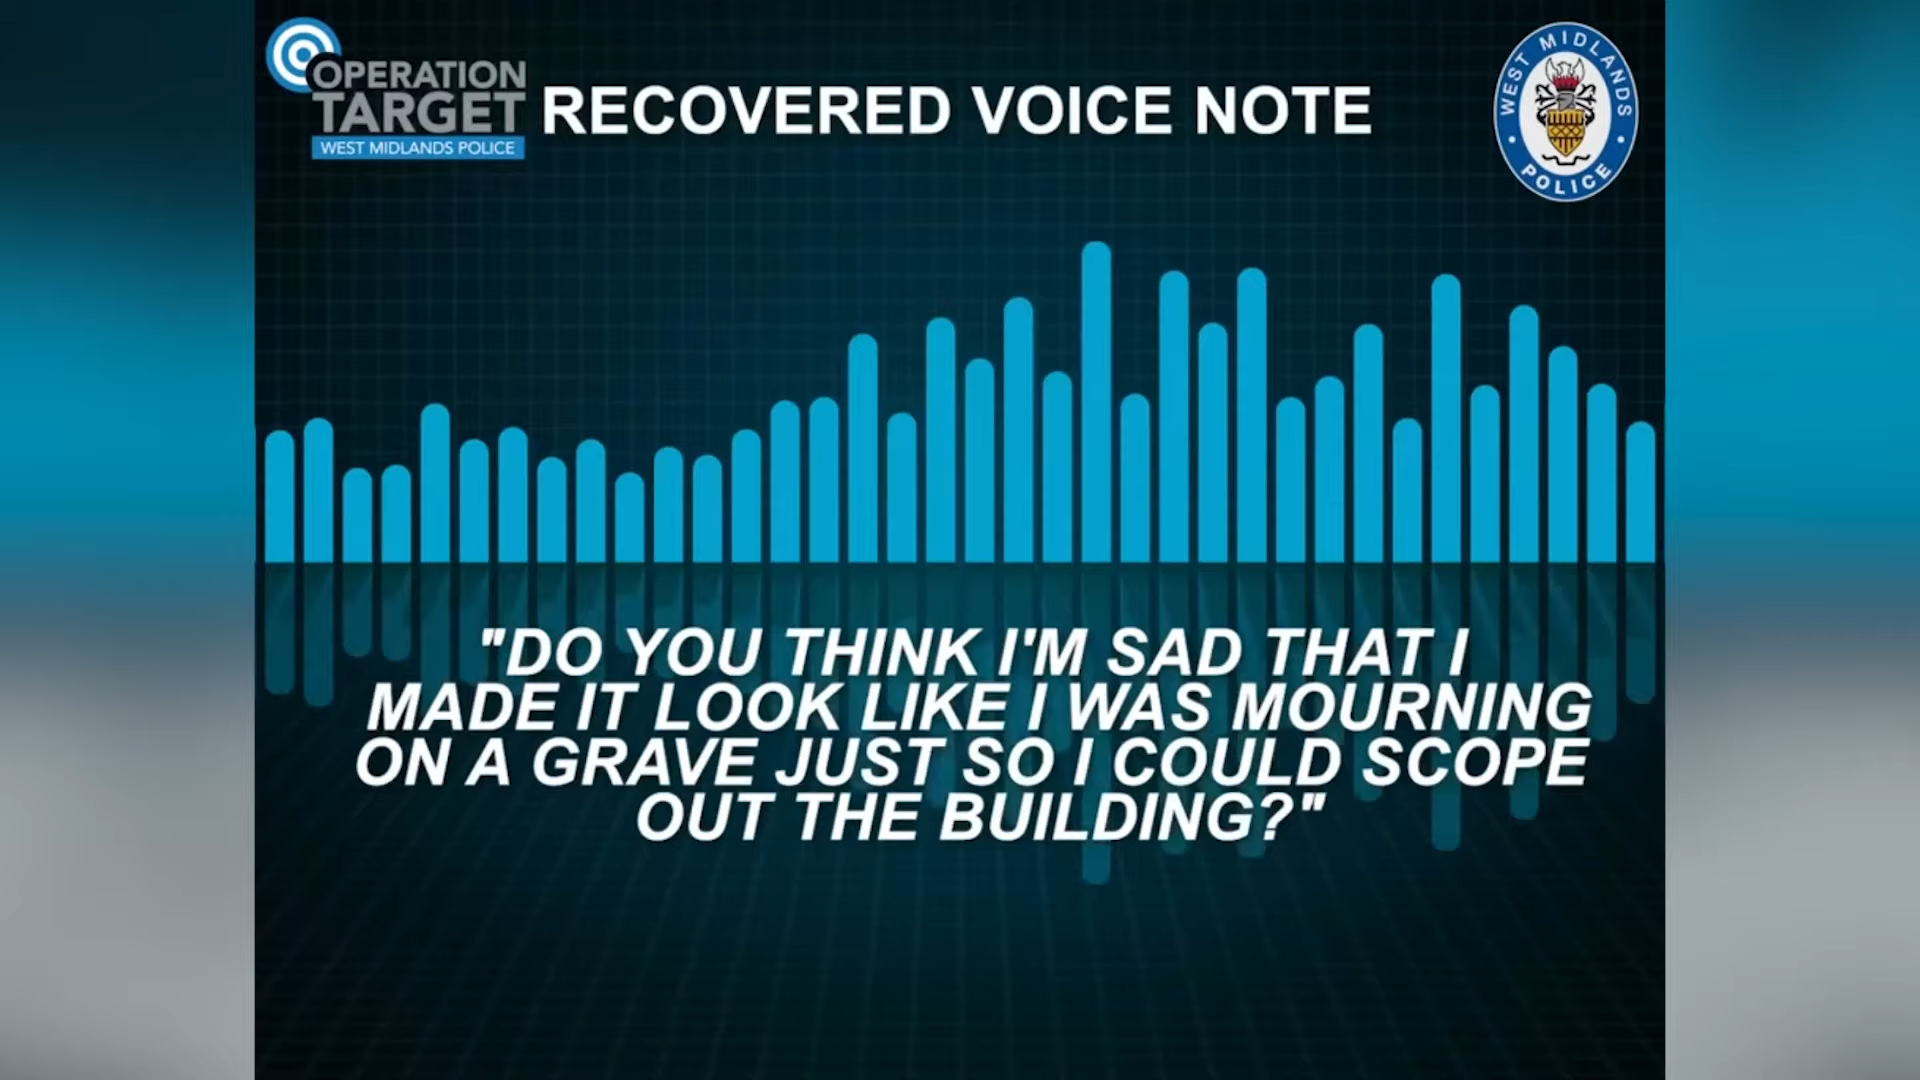 OPERATION
TARGET
WEST MIDLANDS POLICE
RECOVERED VOICE NOTE
WEST MIDLANDS
POLICE
"DO YOU THINK I'M SAD THAT I
MADE IT LOOK LIKE I WAS MOURNING
ON A GRAVE JUST SO I COULD SCOPE
OUT THE BUILDING?"